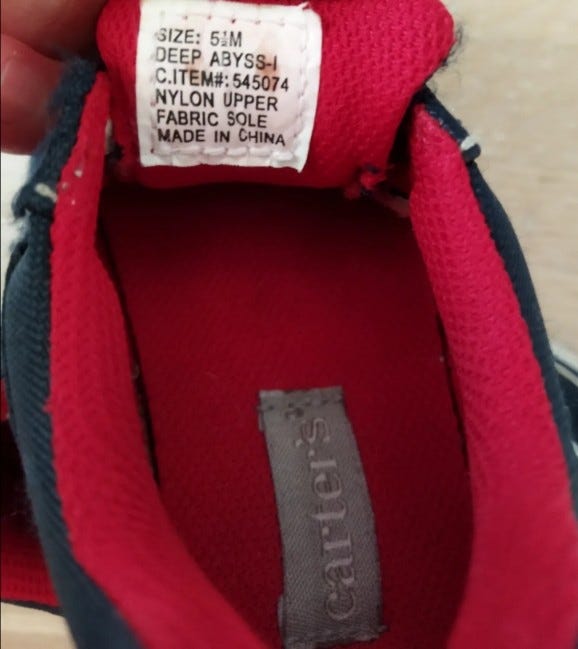 SIZE: 5½M
DEEP ABYSS-I
C.ITEM#: 545074
NYLON UPPER
FABRIC SOLE
MADE IN CHINA
carter's